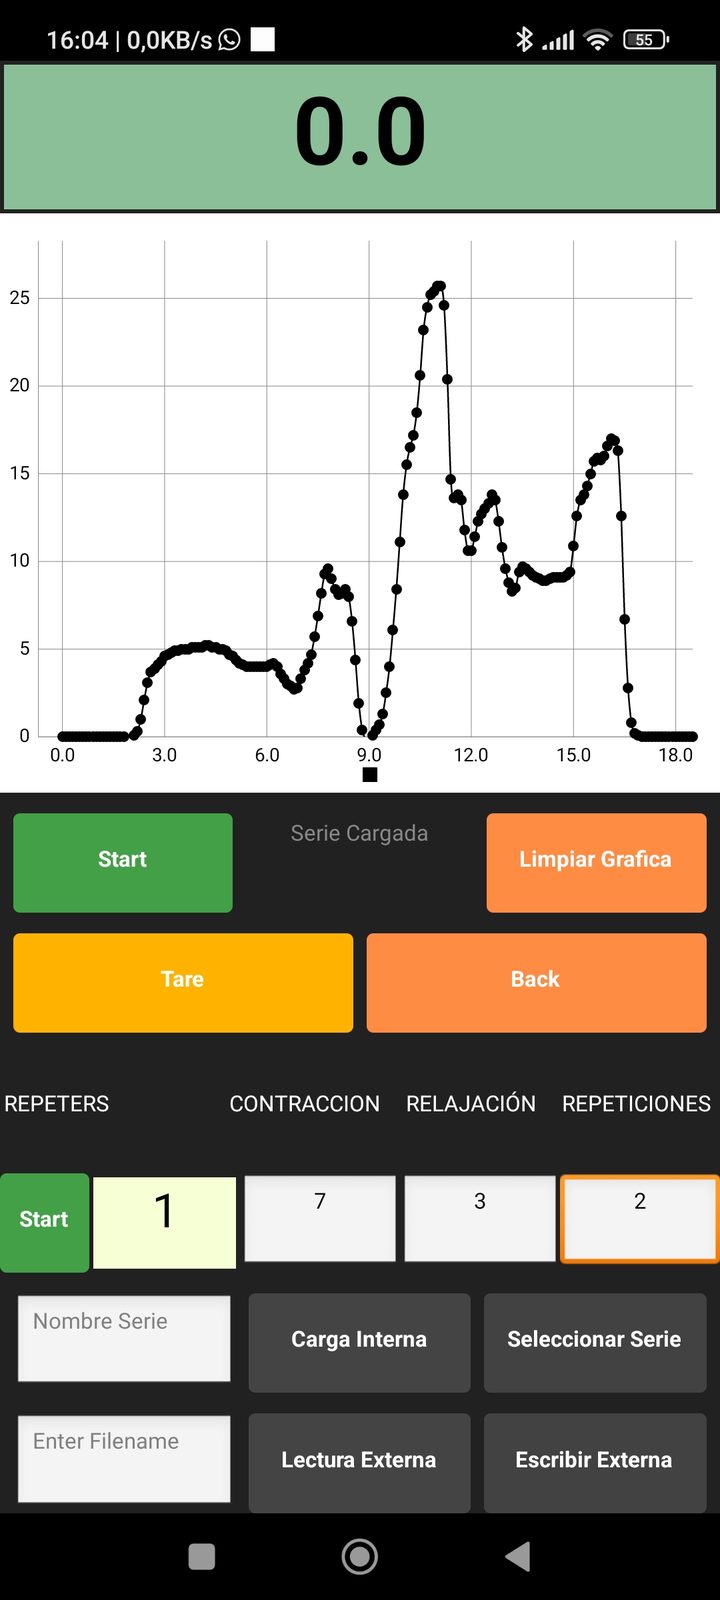 16:04 | 0,0KB/s 55
0.0
25
20
15
10
5
0
0.0 3.0 6.0 9.0 12.0 15.0 18.0
Start Serie Cargada Limpiar Grafica
Tare Back
REPETERS CONTRACCION RELAJACIÓN REPETICIONES
Start 1 7 3 2
Nombre Serie Carga Interna Seleccionar Serie
Enter Filename Lectura Externa Escribir Externa